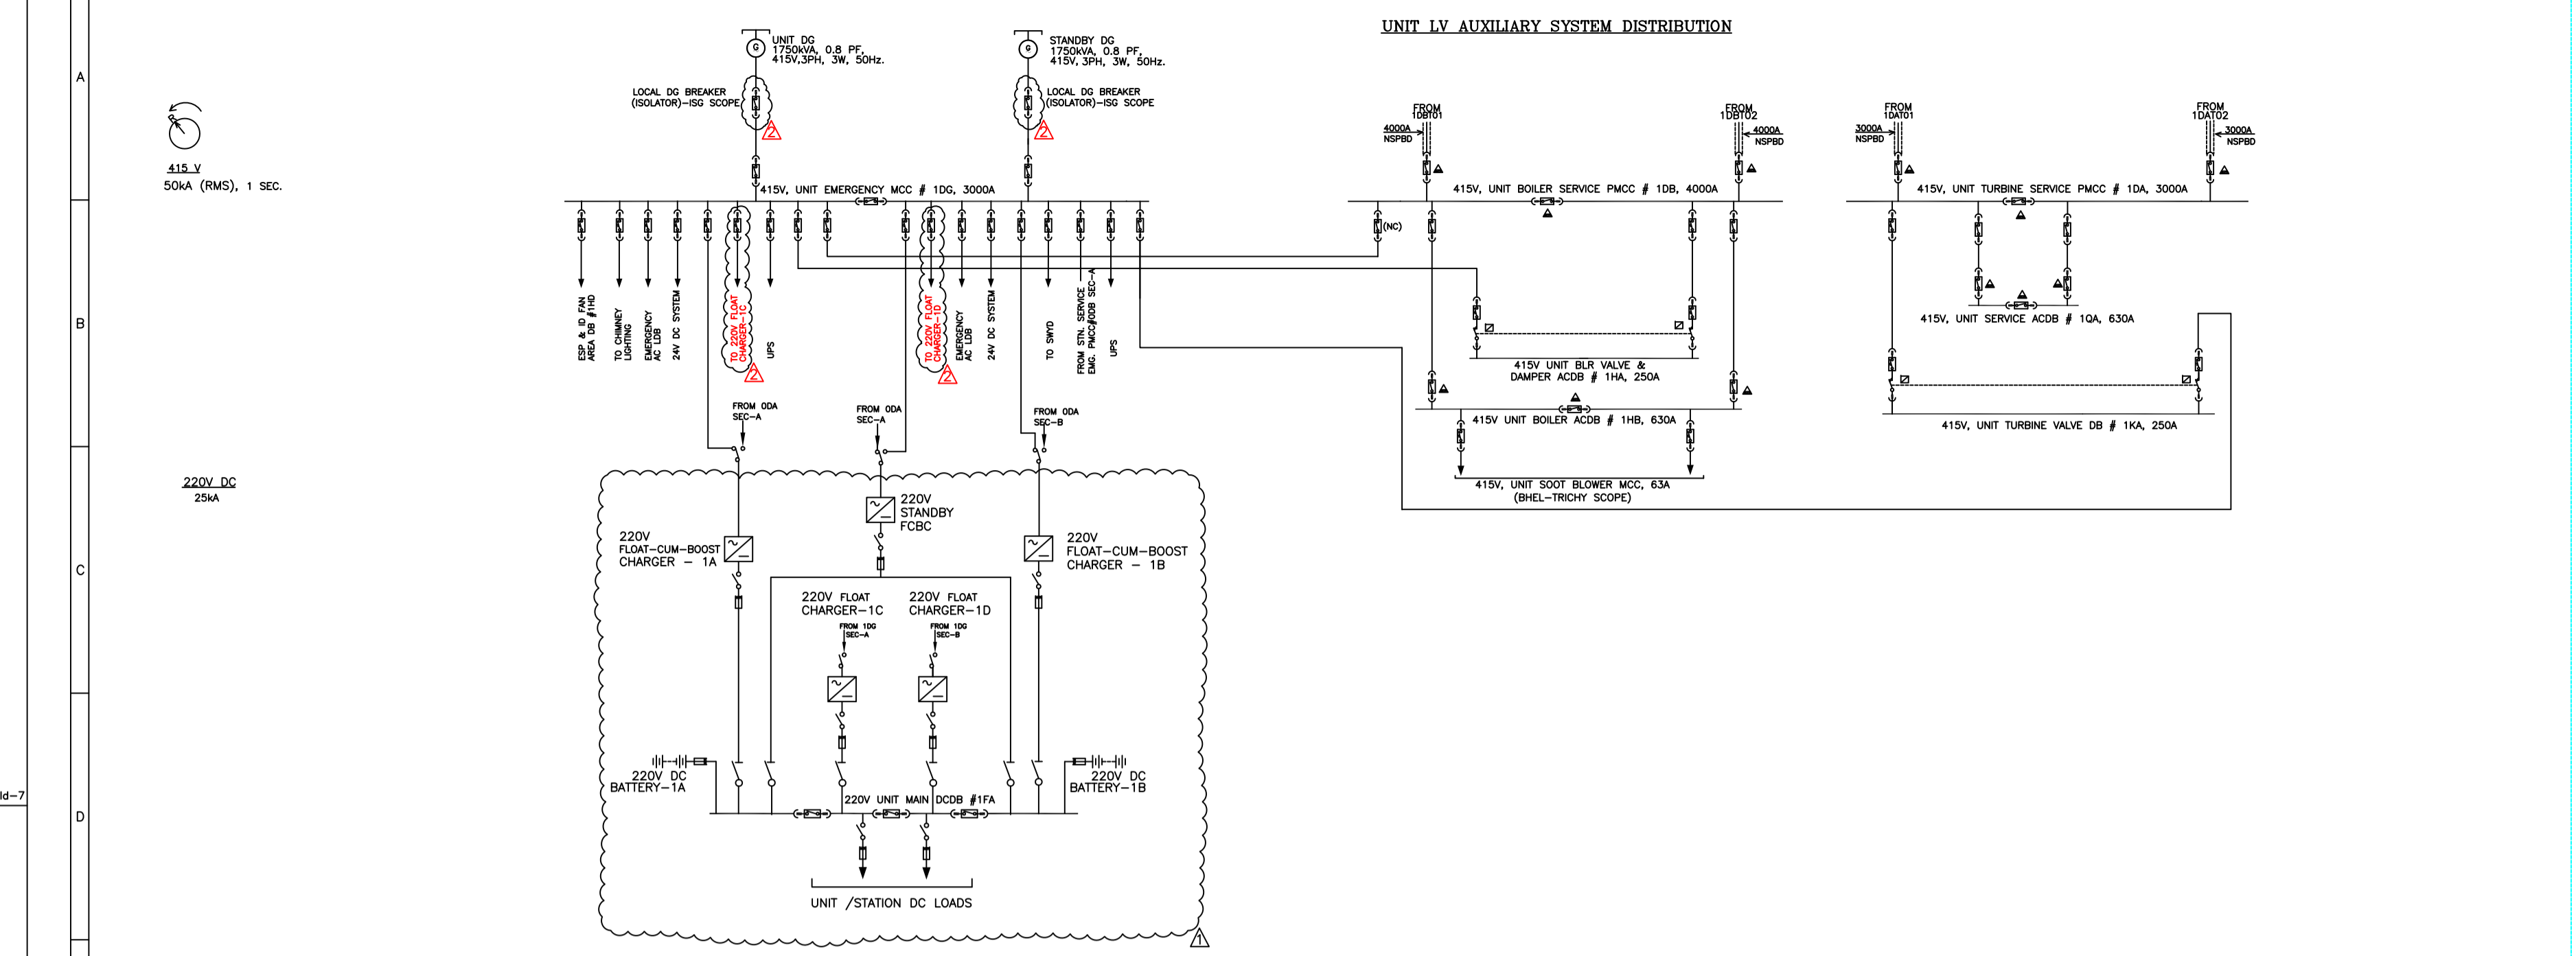 UNIT LV AUXILIARY SYSTEM DISTRIBUTION
A
B
C
D
ld-7
415 V
50kA (RMS), 1 SEC.
220V DC
25kA
UNIT DG
1750kVA, 0.8 PF,
415V,3PH, 3W, 50Hz.
STANDBY DG
1750kVA, 0.8 PF,
415V, 3PH, 3W, 50Hz.
G
G
LOCAL DG BREAKER
(ISOLATOR)-ISG SCOPE
2
LOCAL DG BREAKER
(ISOLATOR)-ISG SCOPE
2
415V, UNIT EMERGENCY MCC # 1DG, 3000A
ESP & ID FAN
AREA DB #1HD
TO CHIMNEY
LIGHTING
EMERGENCY
AC LDB
24V DC SYSTEM
TO 220V FLOAT
CHARGER-1C
2
UPS
TO 220V FLOAT
CHARGER-1D
2
EMERGENCY
AC LDB
24V DC SYSTEM
TO SWYD
FROM STN. SERVICE
EMG. PMCC#0DB SEC-A
UPS
FROM 0DA
SEC-A
FROM 0DA
SEC-A
FROM 0DA
SEC-B
220V
STANDBY
FCBC
220V
FLOAT-CUM-BOOST
CHARGER - 1A
220V
FLOAT-CUM-BOOST
CHARGER - 1B
220V FLOAT
CHARGER-1C
220V FLOAT
CHARGER-1D
FROM 1DG
SEC-A
FROM 1DG
SEC-B
220V DC
BATTERY-1A
220V DC
BATTERY-1B
220V UNIT MAIN DCDB #1FA
UNIT /STATION DC LOADS
1
FROM
1DBT01
4000A
NSPBD
FROM
1DBT02
4000A
NSPBD
415V, UNIT BOILER SERVICE PMCC # 1DB, 4000A
(NC)
415V UNIT BLR VALVE &
DAMPER ACDB # 1HA, 250A
415V UNIT BOILER ACDB # 1HB, 630A
415V, UNIT SOOT BLOWER MCC, 63A
(BHEL-TRICHY SCOPE)
FROM
1DAT01
3000A
NSPBD
FROM
1DAT02
3000A
NSPBD
415V, UNIT TURBINE SERVICE PMCC # 1DA, 3000A
415V, UNIT SERVICE ACDB # 1QA, 630A
415V, UNIT TURBINE VALVE DB # 1KA, 250A